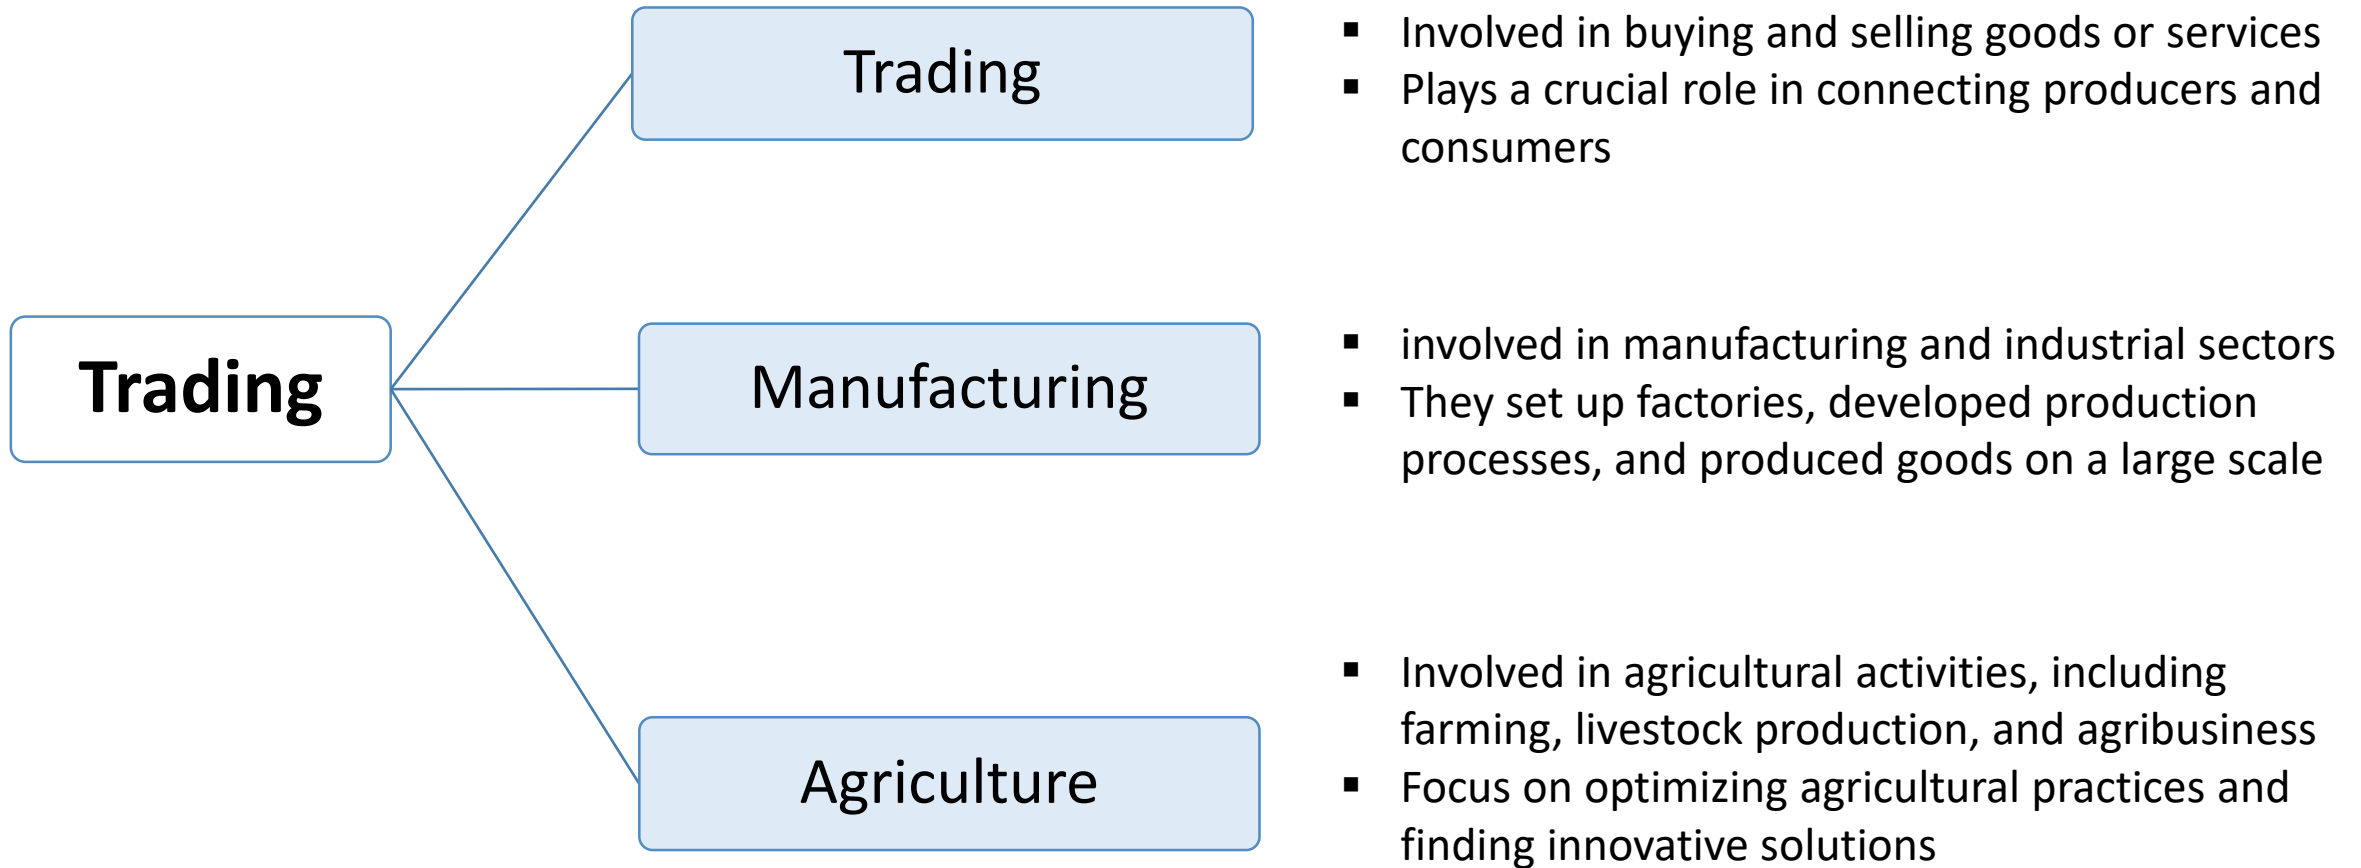 Trading
Trading
▪ Involved in buying and selling goods or services
▪ Plays a crucial role in connecting producers and
consumers
Manufacturing
▪ involved in manufacturing and industrial sectors
▪ They set up factories, developed production
processes, and produced goods on a large scale
Agriculture
▪ Involved in agricultural activities, including
farming, livestock production, and agribusiness
▪ Focus on optimizing agricultural practices and
finding innovative solutions